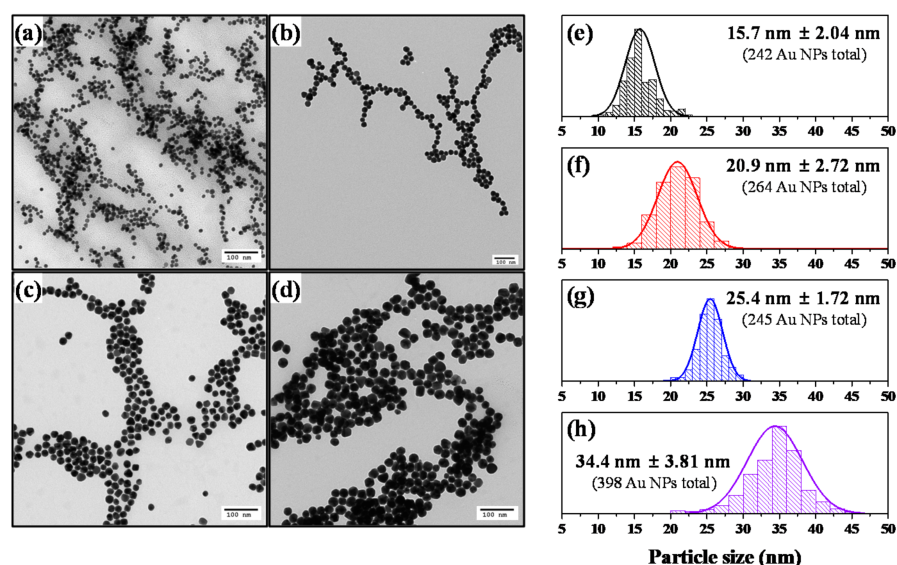 (a)
(b)
100 nm
100 nm
(c)
(d)
100 nm
100 nm
(e)
15.7 nm ± 2.04 nm
(242 Au NPs total)
5 10 15 20 25 30 35 40 45 50
(f)
20.9 nm ± 2.72 nm
(264 Au NPs total)
5 10 15 20 25 30 35 40 45 50
(g)
25.4 nm ± 1.72 nm
(245 Au NPs total)
5 10 15 20 25 30 35 40 45 50
(h)
34.4 nm ± 3.81 nm
(398 Au NPs total)
5 10 15 20 25 30 35 40 45 50
Particle size (nm)